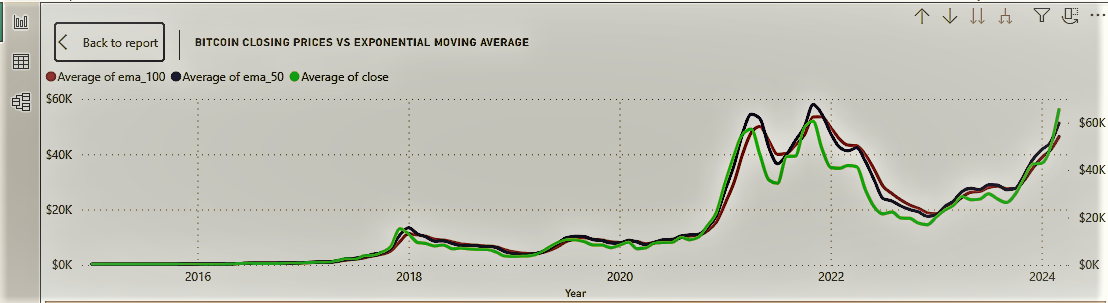 Back to report
BITCOIN CLOSING PRICES VS EXPONENTIAL MOVING AVERAGE
Average of ema_100 Average of ema_50 Average of close
$60K
$60K
$40K
$40K
$20K
$20K
$0K
$0K
2016 2018 2020 2022 2024
Year